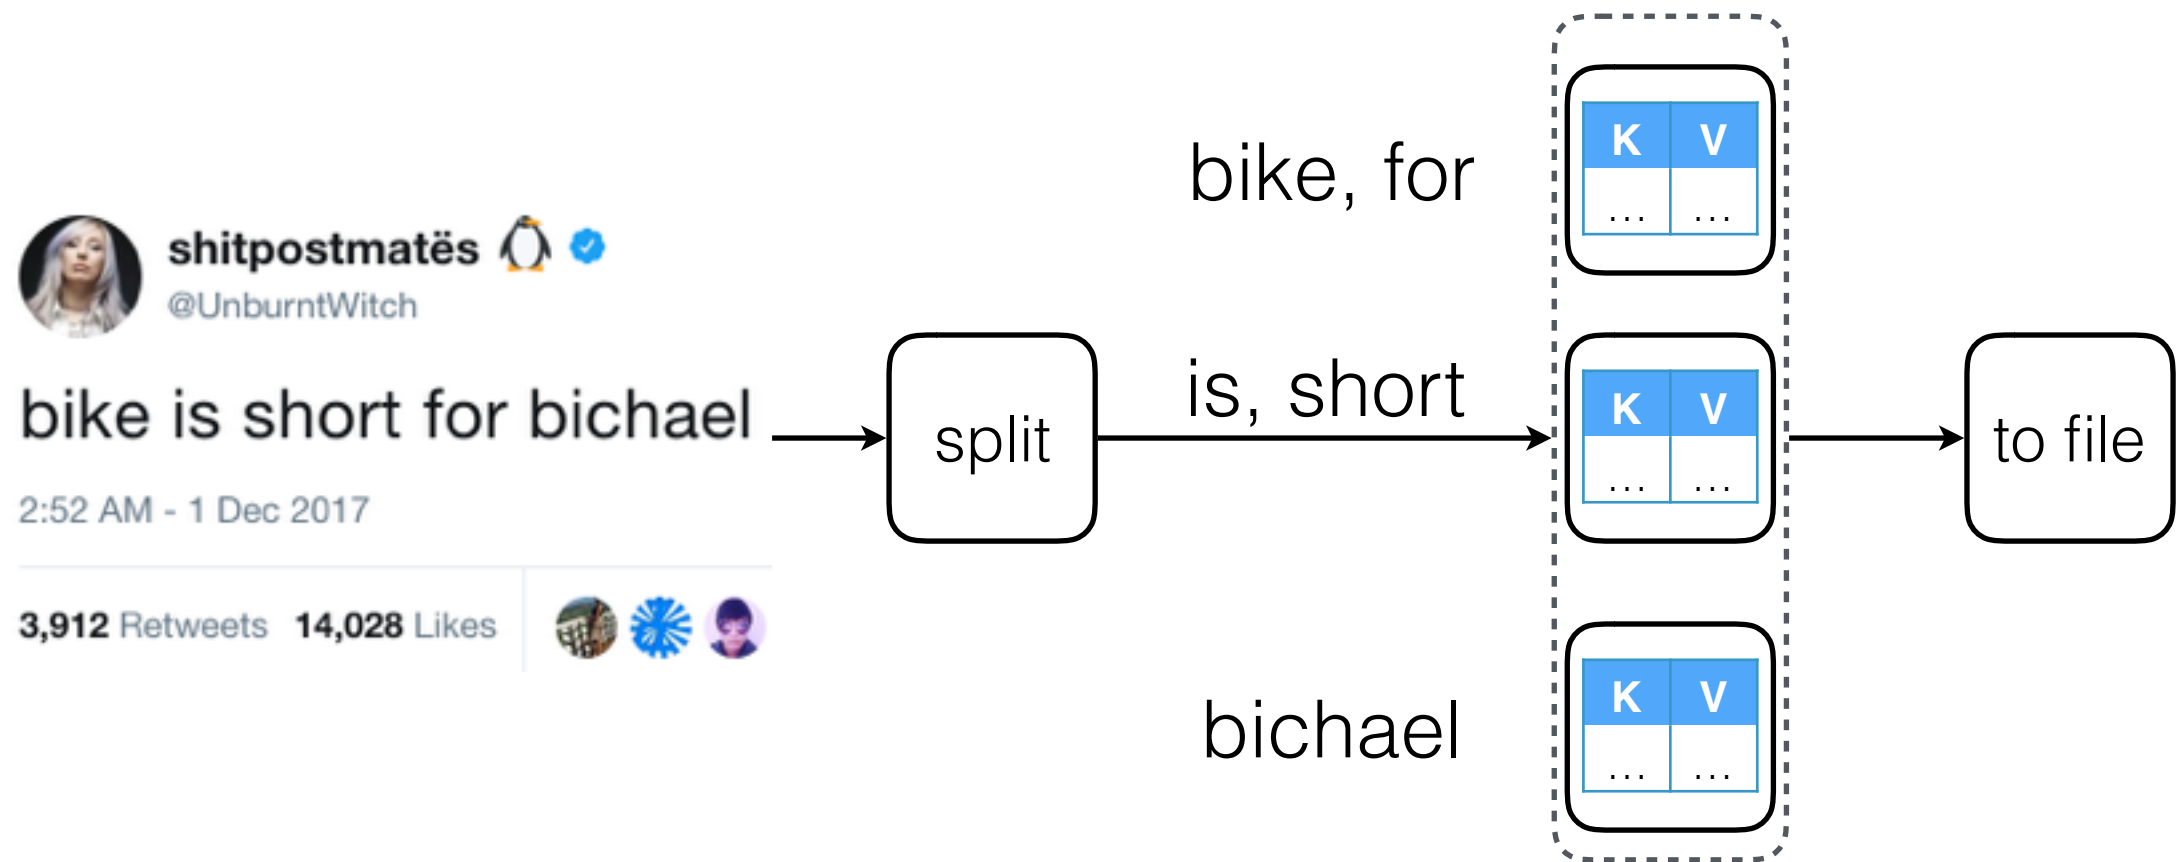 shitpostmatës
@UnburntWitch
bike is short for bichael
2:52 AM - 1 Dec 2017
3,912 Retweets 14,028 Likes
split
bike, for
is, short
bichael
K V
... ...
K V
... ...
K V
... ...
to file